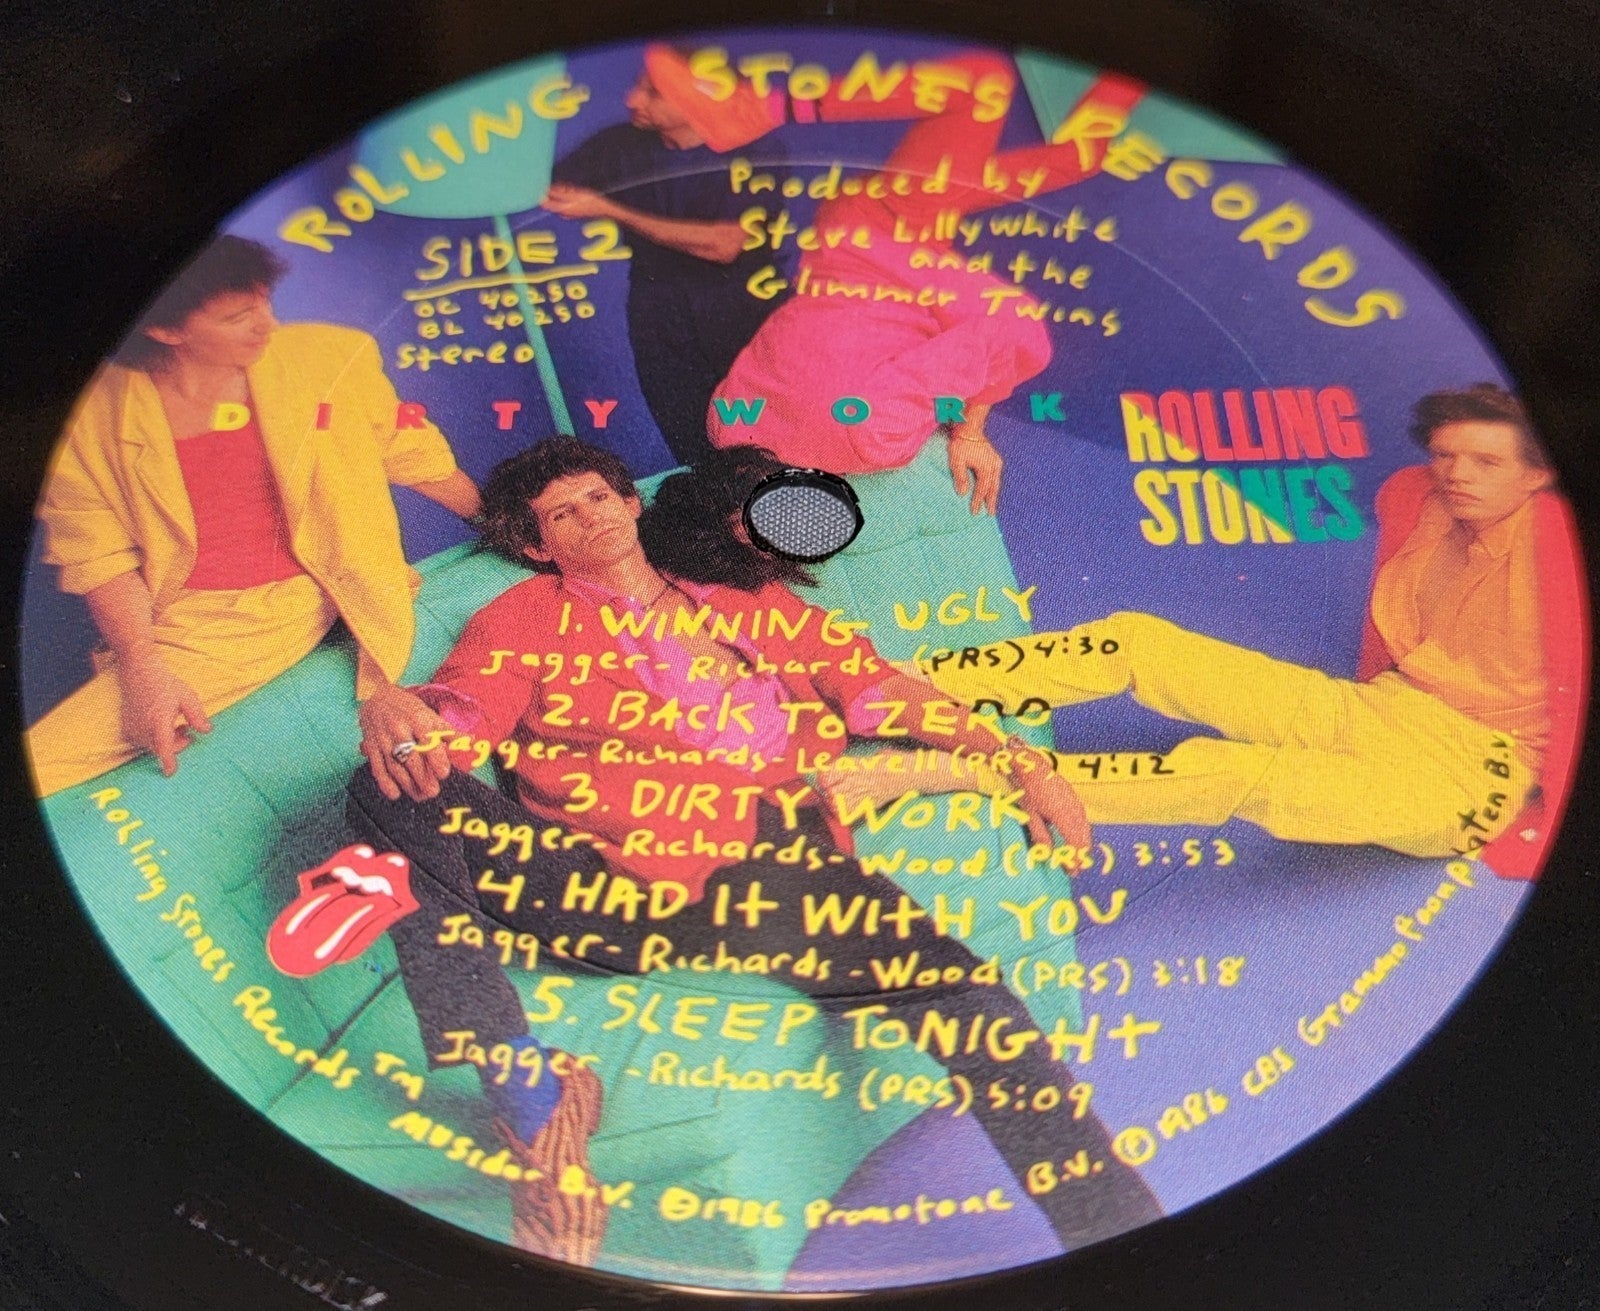 ROLLING STONES RECORDS
SIDE 2
OC 40250
BL 40250
Stereo
Produced by
Steve Lillywhite
and the
Glimmer Twins
DIRTY WORK
ROLLING
STONES
1. WINNING UGLY
Jagger-Richards (PRS) 4:30
2. BACK TO ZERO
Jagger-Richards-Leavell (PRS) 4:12
3. DIRTY WORK
Jagger-Richards-Wood (PRS) 3:53
4. HAD It WITH YOU
Jagger-Richards-Wood (PRS) 3:18
5. SLEEP TONIGHt
Jagger-Richards (PRS) 5:09
Rolling Stones Records TM Musidor B.V. ©1986 Promotone B.V. ℗1986 CBS Grammofoonplaten B.V.